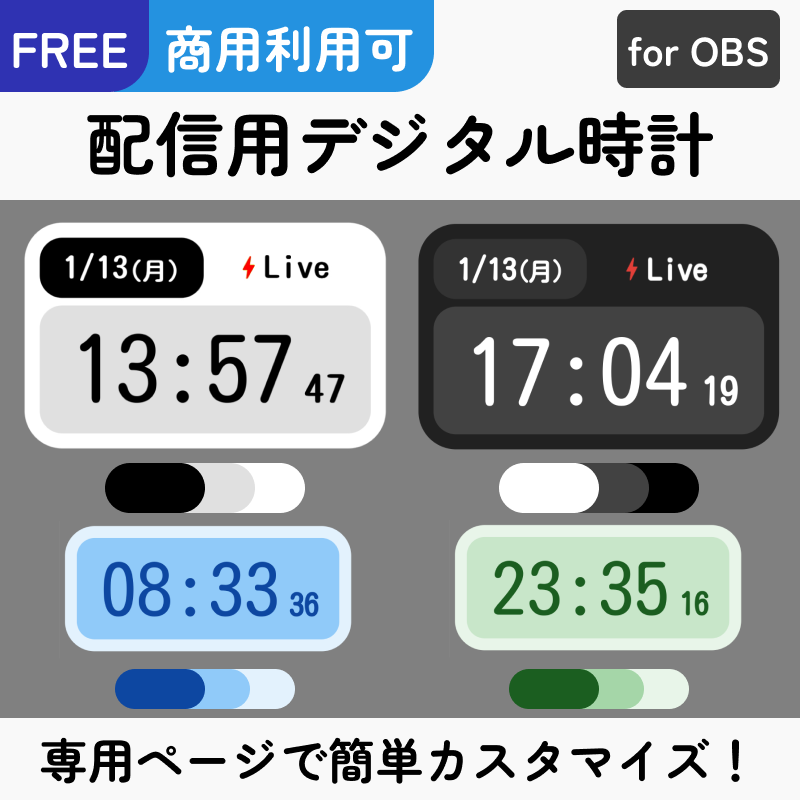 FREE 商用利用可 for OBS
配信用デジタル時計
1/13(月) Live
13:57 47
1/13(月) Live
17:04 19
08:33 36
23:35 16
専用ページで簡単カスタマイズ！